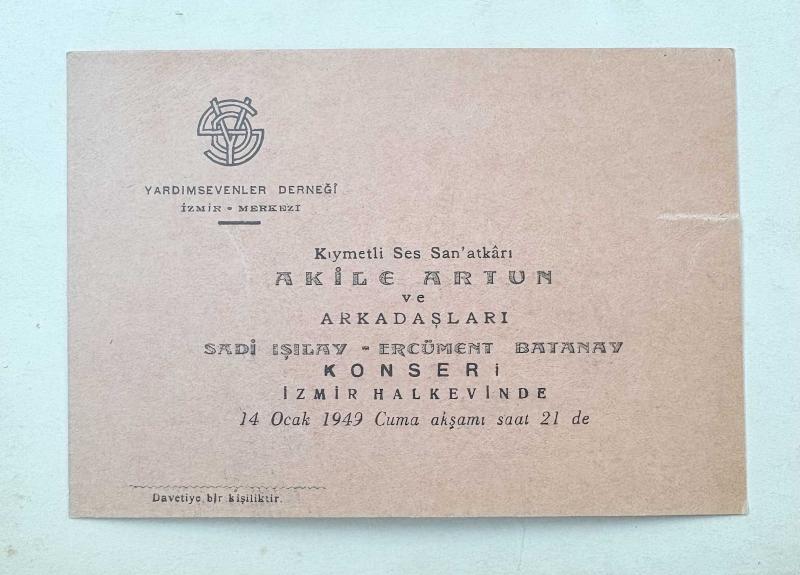 YARDIMSEVENLER DERNEĞİ
İZMİR - MERKEZİ
Kıymetli Ses San'atkârı
AKİLE ARTUN
ve
ARKADAŞLARI
SADİ IŞILAY - ERCÜMENT BATANAY
KONSERİ
İZMİR HALKEVİNDE
14 Ocak 1949 Cuma akşamı saat 21 de
Davetiye bir kişiliktir.